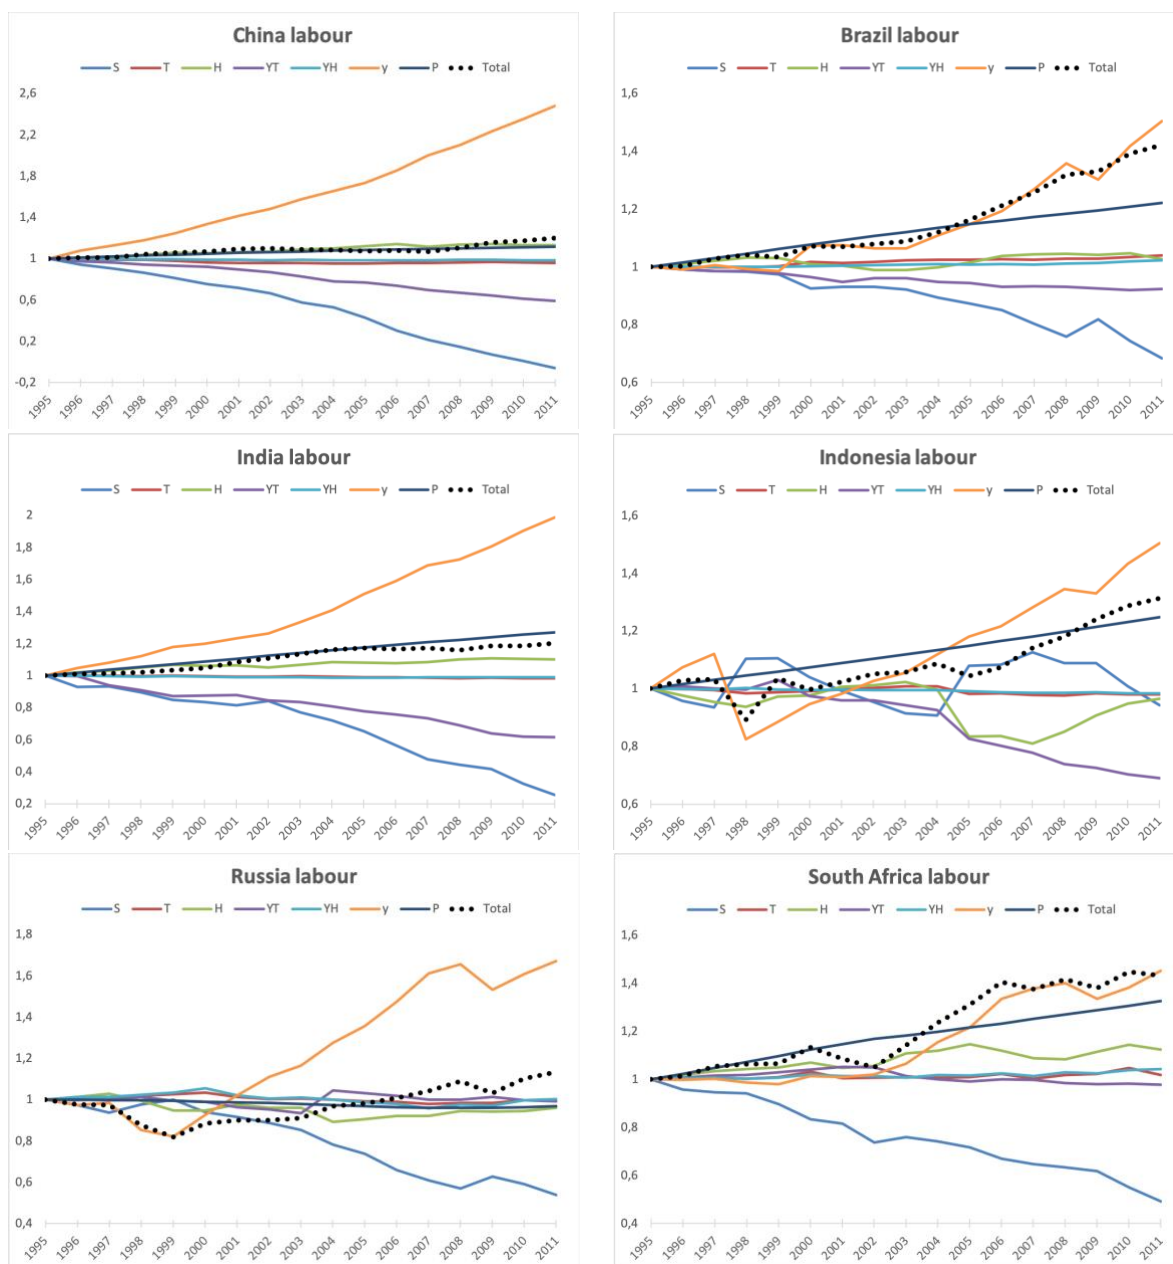 China labour
S T H YT YH y P Total
2,6
2,2
1,8
1,4
1
0,6
0,2
-0,2
1995 1996 1997 1998 1999 2000 2001 2002 2003 2004 2005 2006 2007 2008 2009 2010 2011
Brazil labour
S T H YT YH y P Total
1,6
1,4
1,2
1
0,8
0,6
1995 1996 1997 1998 1999 2000 2001 2002 2003 2004 2005 2006 2007 2008 2009 2010 2011
India labour
S T H YT YH y P Total
2
1,8
1,6
1,4
1,2
1
0,8
0,6
0,4
0,2
1995 1996 1997 1998 1999 2000 2001 2002 2003 2004 2005 2006 2007 2008 2009 2010 2011
Indonesia labour
S T H YT YH y P Total
1,6
1,4
1,2
1
0,8
0,6
1995 1996 1997 1998 1999 2000 2001 2002 2003 2004 2005 2006 2007 2008 2009 2010 2011
Russia labour
S T H YT YH y P Total
1,8
1,6
1,4
1,2
1
0,8
0,6
0,4
1995 1996 1997 1998 1999 2000 2001 2002 2003 2004 2005 2006 2007 2008 2009 2010 2011
South Africa labour
S T H YT YH y P Total
1,6
1,4
1,2
1
0,8
0,6
0,4
1995 1996 1997 1998 1999 2000 2001 2002 2003 2004 2005 2006 2007 2008 2009 2010 2011